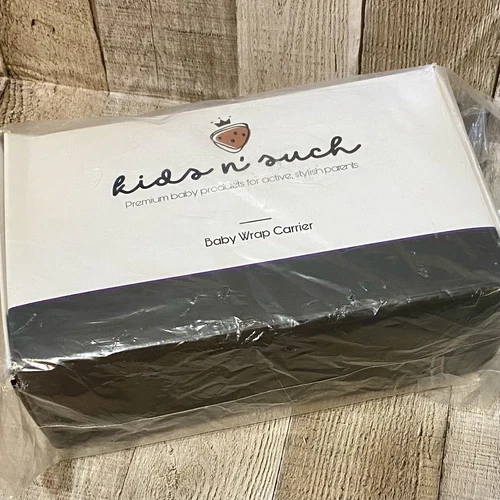 kids n' such
Premium baby products for active, stylish parents
Baby Wrap Carrier